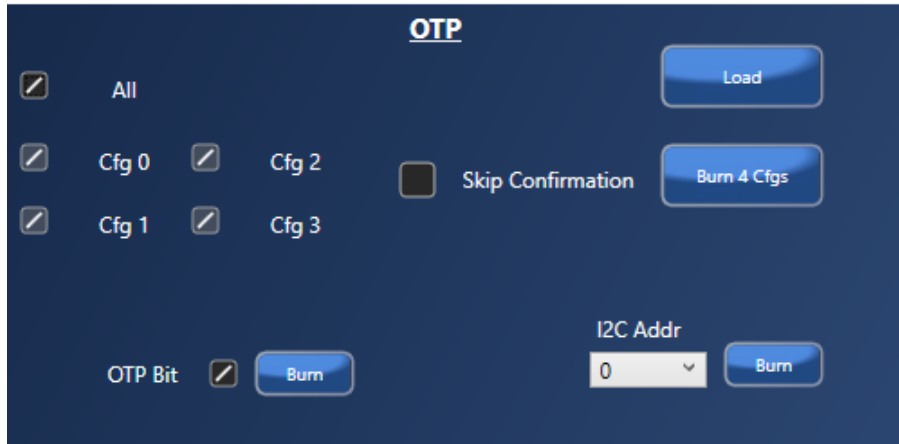 OTP
All
Load
Cfg 0
Cfg 2
Skip Confirmation
Burn 4 Cfgs
Cfg 1
Cfg 3
I2C Addr
OTP Bit
Burn
0
Burn